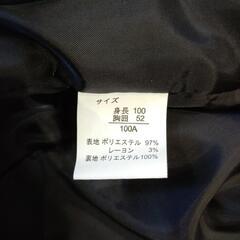 サイズ
身長 100
胸囲 52
100A
表地 ポリエステル 97%
レーヨン 3%
裏地 ポリエステル100%